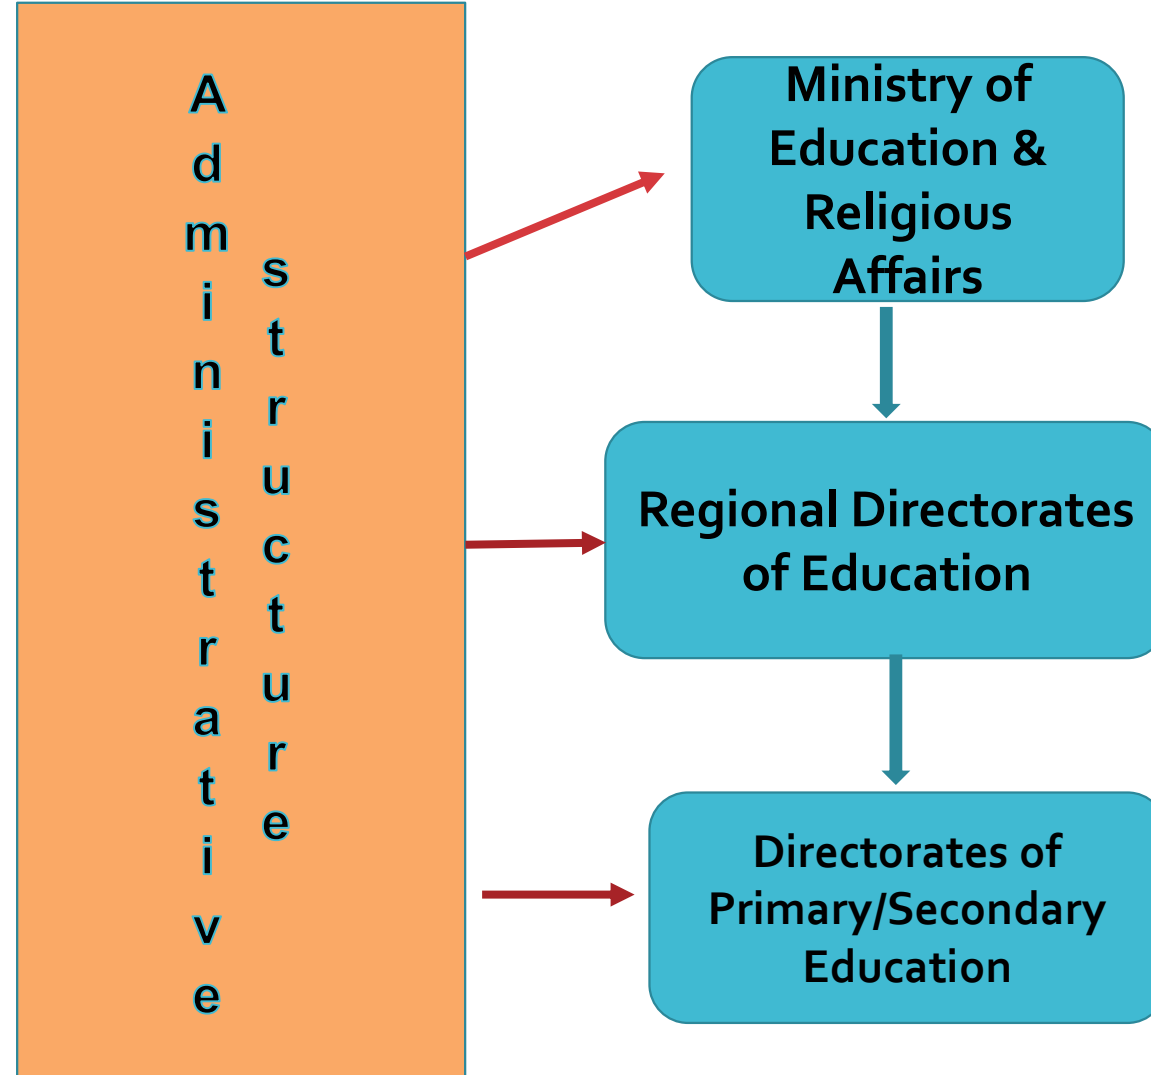 Administrative
structure
Ministry of
Education &
Religious
Affairs
Regional Directorates
of Education
Directorates of
Primary/Secondary
Education